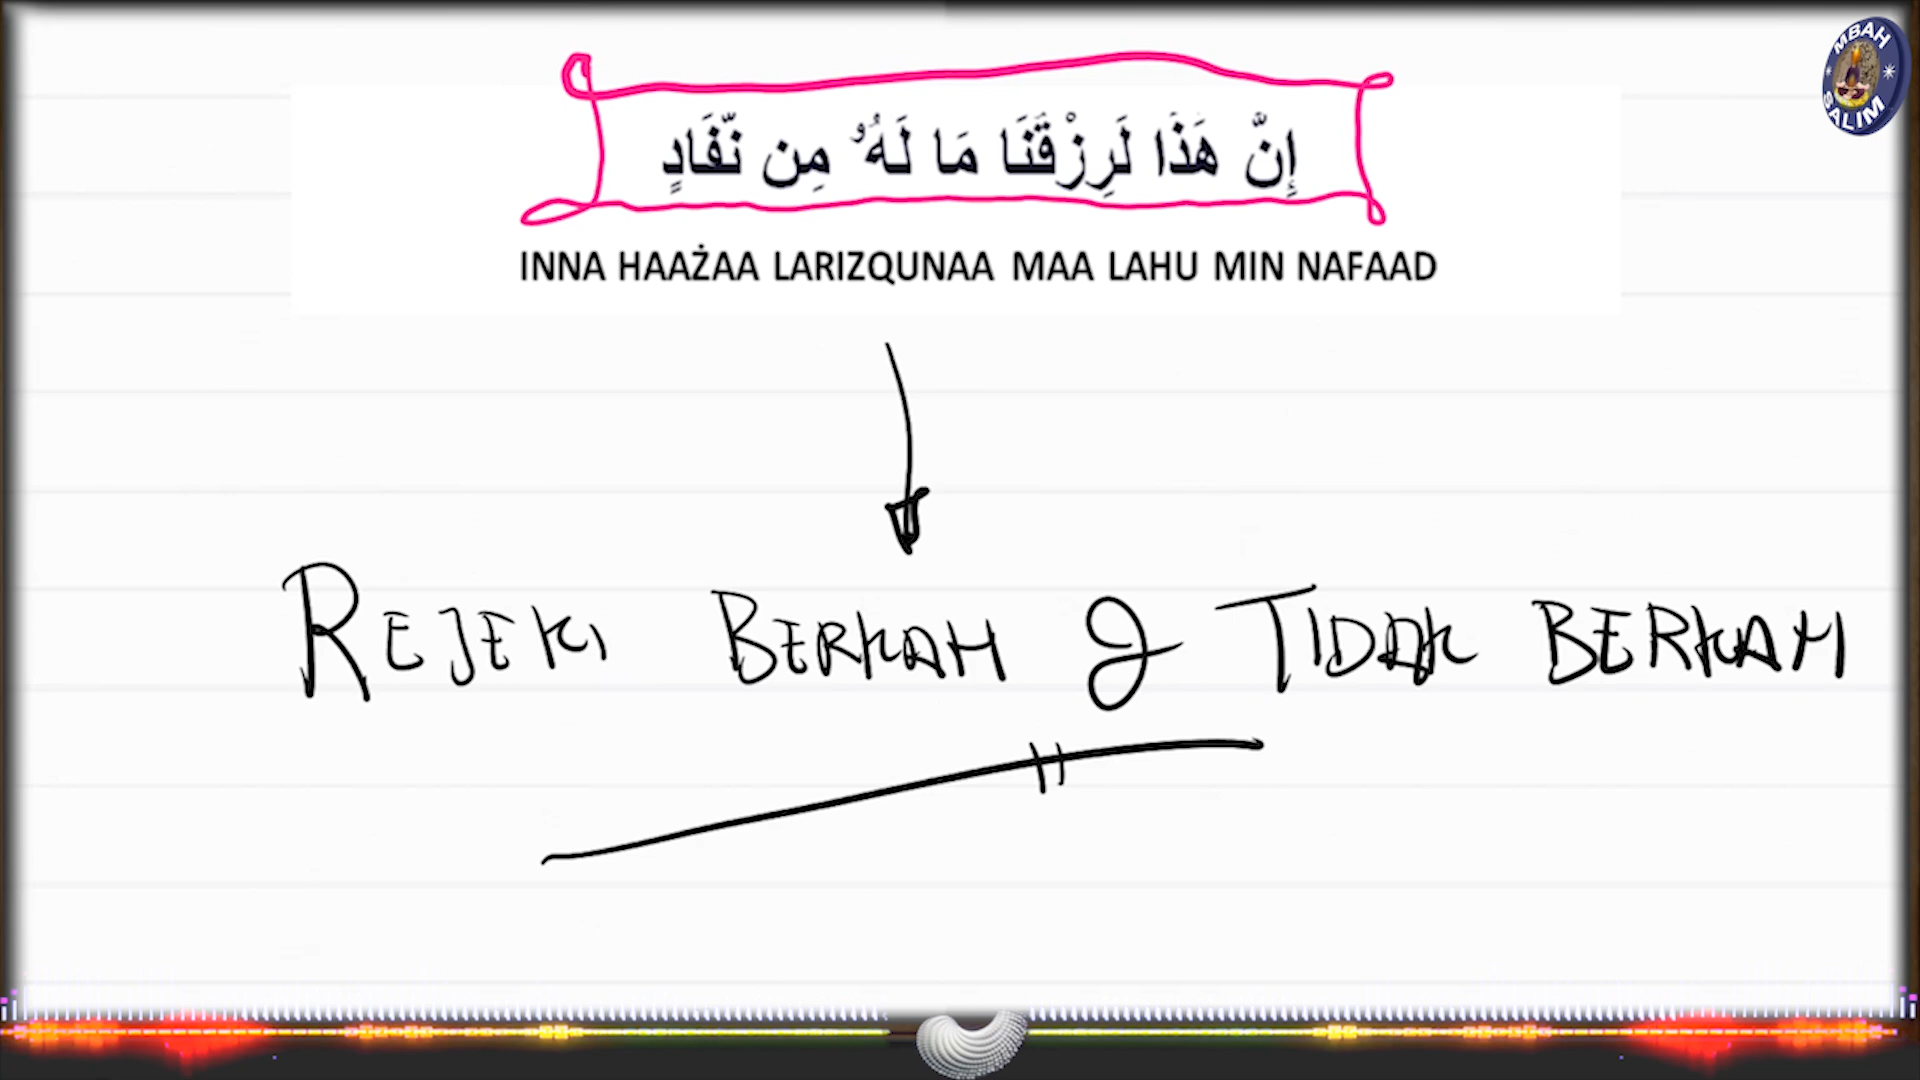 MBAH SALIM
إِنَّ هَذَا لَرِزْقُنَا مَا لَهُۥ مِن نَّفَادٍ
INNA HAAŻAA LARIZQUNAA MAA LAHU MIN NAFAAD
REJEKI BERKAH & TIDAK BERKAH